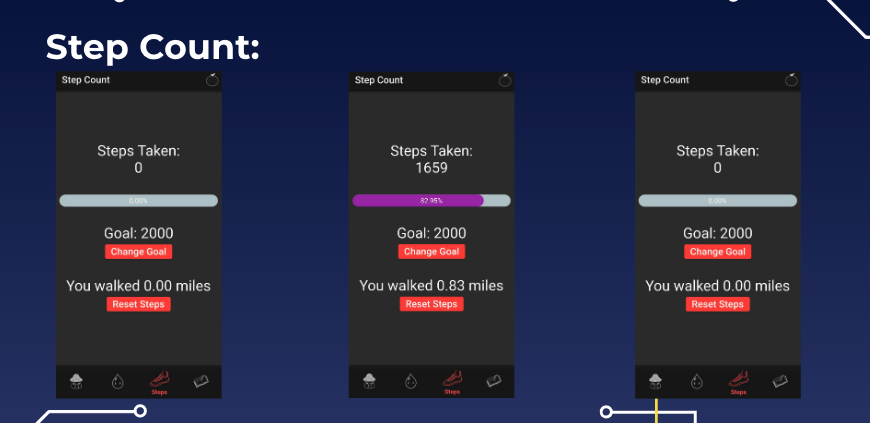 Step Count:
Step Count
Steps Taken:
0
0.00%
Goal: 2000
Change Goal
You walked 0.00 miles
Reset Steps
Steps
Step Count
Steps Taken:
1659
82.95%
Goal: 2000
Change Goal
You walked 0.83 miles
Reset Steps
Steps
Step Count
Steps Taken:
0
0.00%
Goal: 2000
Change Goal
You walked 0.00 miles
Reset Steps
Steps